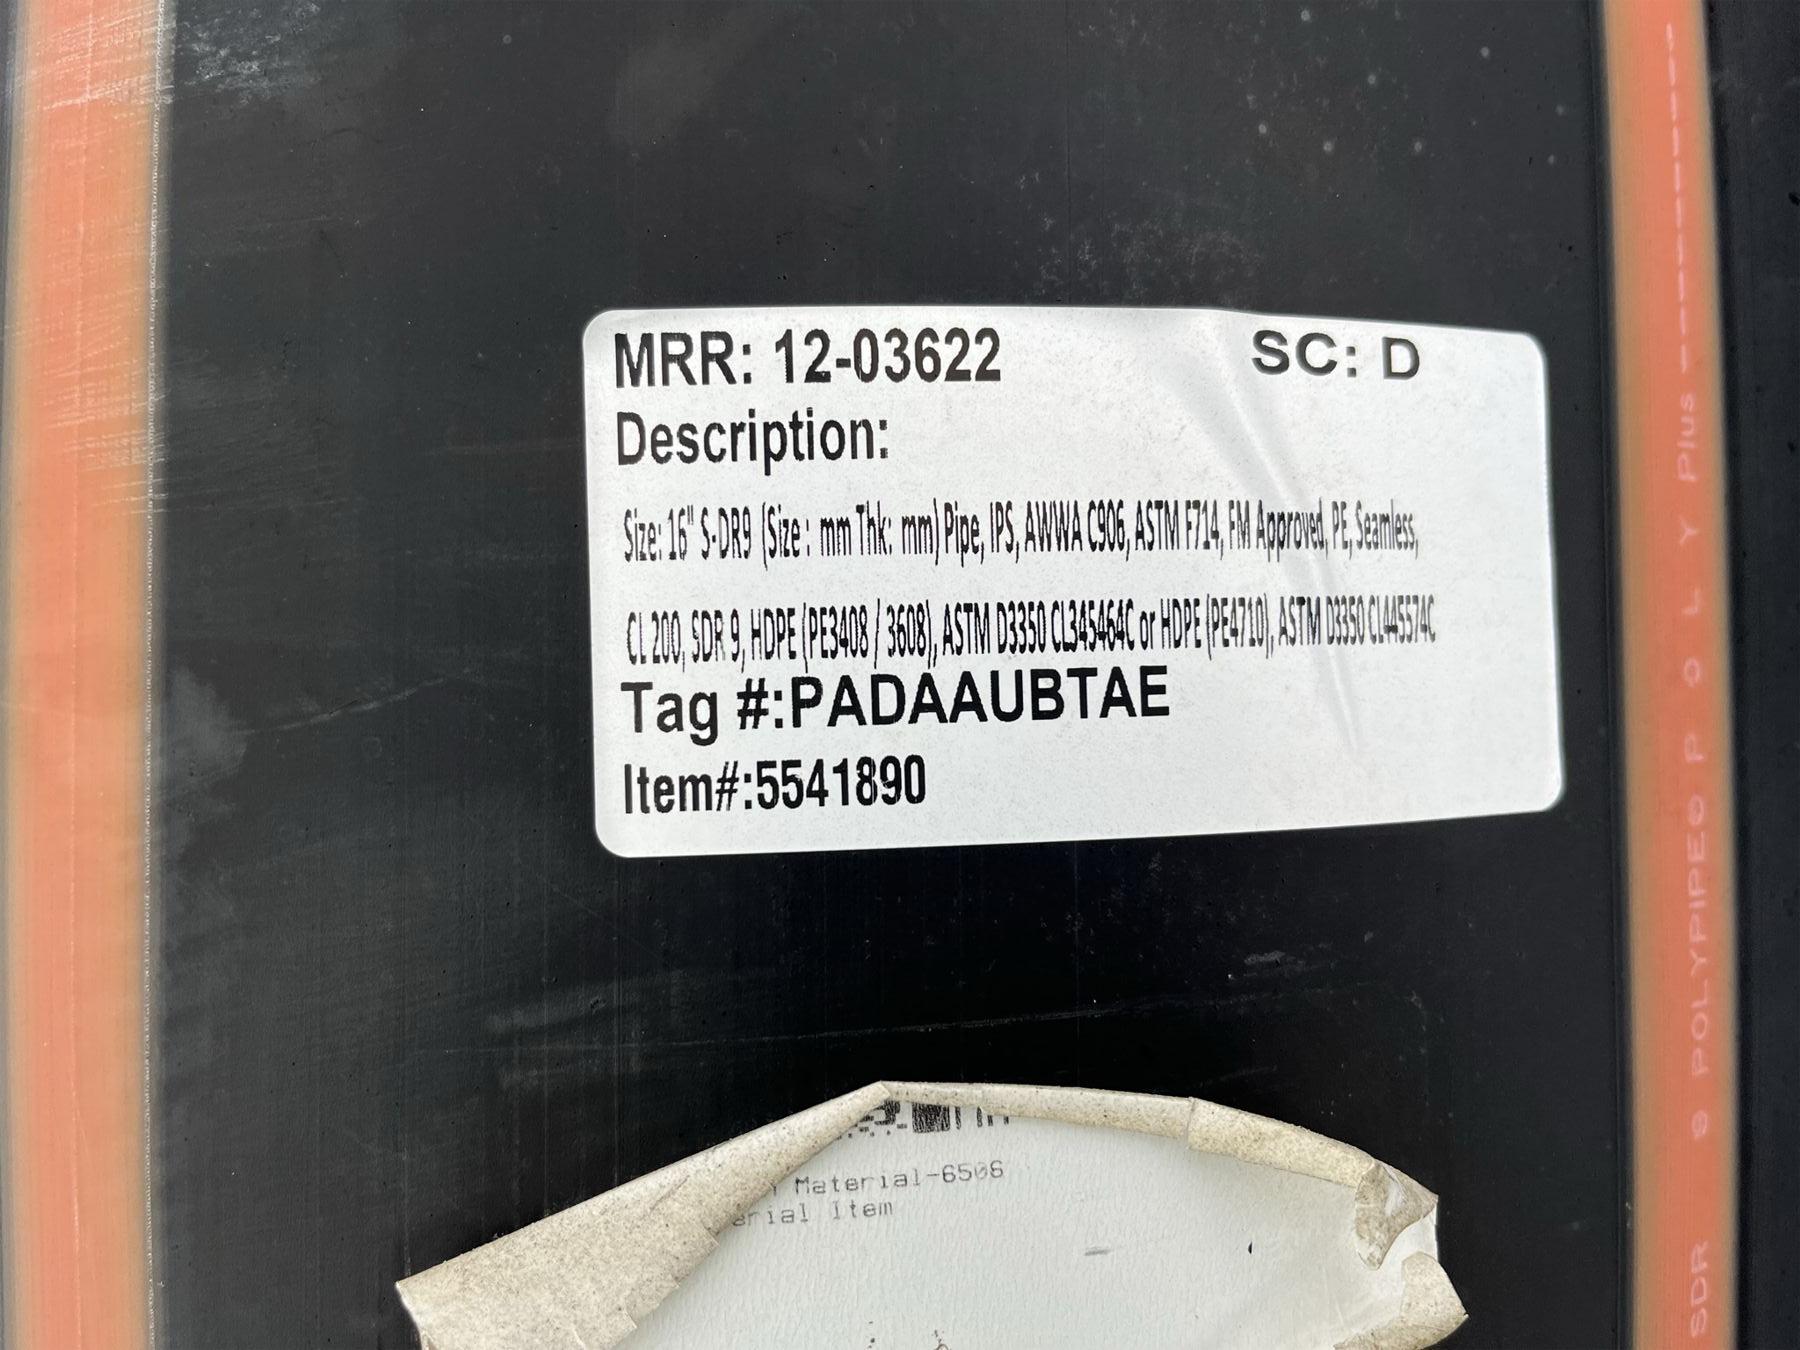 MRR: 12-03622 SC: D
Description:
Size: 16" S-DR9 (Size : mm Thk: mm) Pipe, IPS, AWWA C906, ASTM F714, FM Approved, PE, Seamless,
CL 200, SDR 9, HDPE (PE3408 / 3608), ASTM D3350 CL345464C or HDPE (PE4710), ASTM D3350 CL445574C
Tag #:PADAAUBTAE
Item#:5541890
Material-6506
erial Item
SDR 9 POLYPIPE® POLY Plus --------